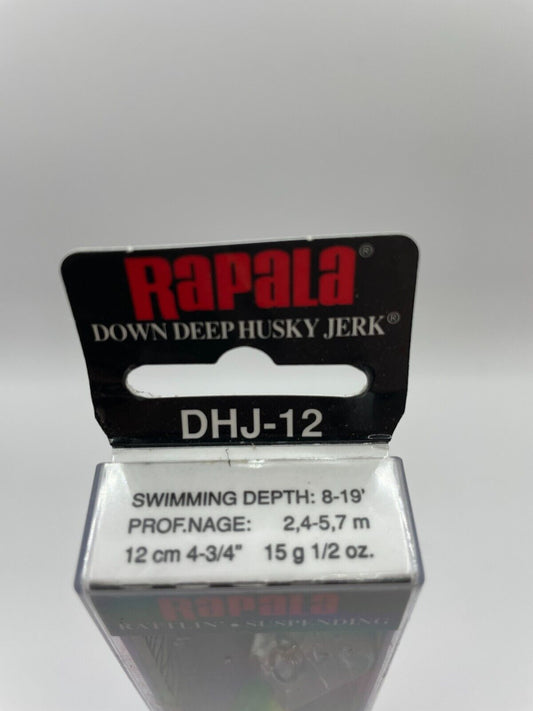 RAPALA®
DOWN DEEP HUSKY JERK®
DHJ-12
SWIMMING DEPTH: 8-19'
PROF.NAGE: 2,4-5,7 m
12 cm 4-3/4" 15 g 1/2 oz.
RAPALA
RATTLIN' • SUSPENDING